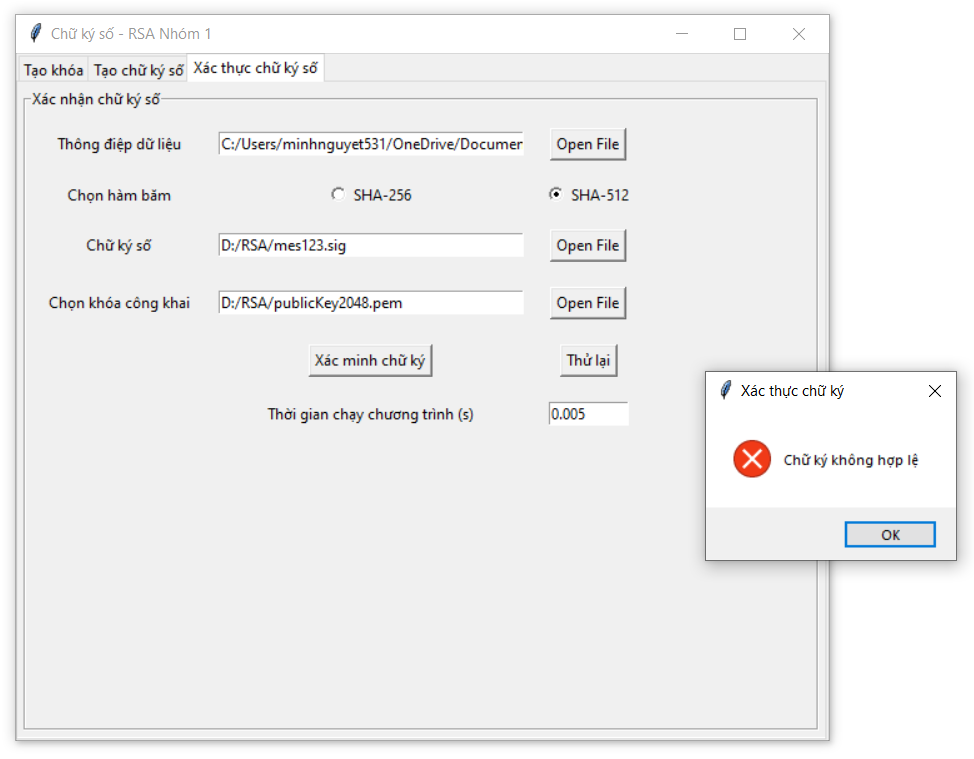 Chữ ký số - RSA Nhóm 1
Tạo khóa Tạo chữ ký số Xác thực chữ ký số
Xác nhận chữ ký số
Thông điệp dữ liệu C:/Users/minhnguyet531/OneDrive/Documen Open File
Chọn hàm băm SHA-256 SHA-512
Chữ ký số D:/RSA/mes123.sig Open File
Chọn khóa công khai D:/RSA/publicKey2048.pem Open File
Xác minh chữ ký Thử lại
Thời gian chạy chương trình (s) 0.005
Xác thực chữ ký
Chữ ký không hợp lệ
OK